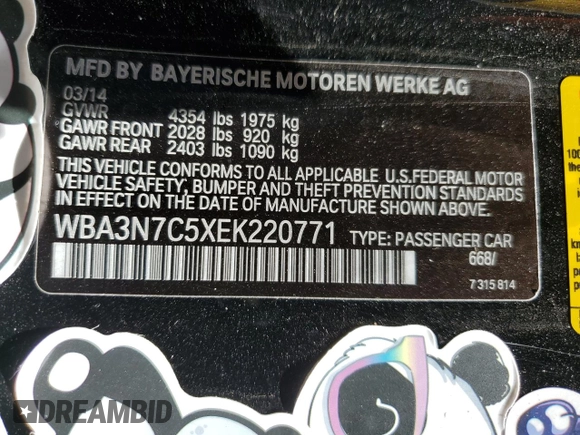 MFD BY BAYERISCHE MOTOREN WERKE AG
03/14
GVWR 4354 lbs 1975 kg
GAWR FRONT 2028 lbs 920 kg
GAWR REAR 2403 lbs 1090 kg
THIS VEHICLE CONFORMS TO ALL APPLICABLE U.S. FEDERAL MOTOR
VEHICLE SAFETY, BUMPER AND THEFT PREVENTION STANDARDS
IN EFFECT ON THE DATE OF MANUFACTURE SHOWN ABOVE.
WBA3N7C5XEK220771 TYPE: PASSENGER CAR
668/
7 315 814
100
the
DREAMBID